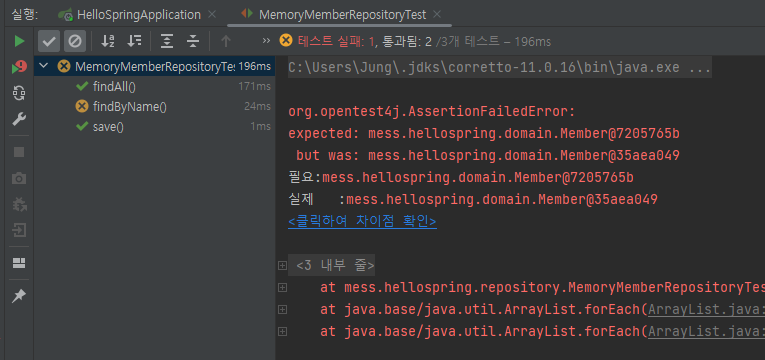 실행: HelloSpringApplication × MemoryMemberRepositoryTest ×
테스트 실패: 1, 통과됨: 2 /3개 테스트 – 196ms
MemoryMemberRepositoryTes 196ms
findAll() 171ms
findByName() 24ms
save() 1ms
C:\Users\Jung\.jdks\corretto-11.0.16\bin\java.exe ...
org.opentest4j.AssertionFailedError:
expected: mess.hellospring.domain.Member@7205765b
but was: mess.hellospring.domain.Member@35aea049
필요:mess.hellospring.domain.Member@7205765b
실제 :mess.hellospring.domain.Member@35aea049
<클릭하여 차이점 확인>
<3 내부 줄>
at mess.hellospring.repository.MemoryMemberRepositoryTes
at java.base/java.util.ArrayList.forEach(ArrayList.java:
at java.base/java.util.ArrayList.forEach(ArrayList.java: